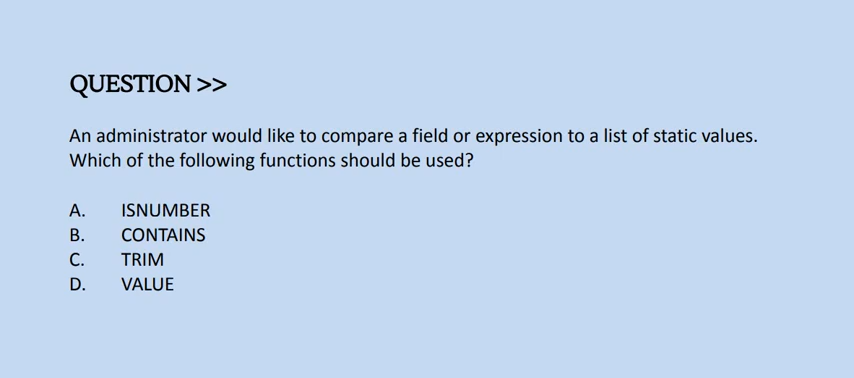 QUESTION >>
An administrator would like to compare a field or expression to a list of static values.
Which of the following functions should be used?
A. ISNUMBER
B. CONTAINS
C. TRIM
D. VALUE